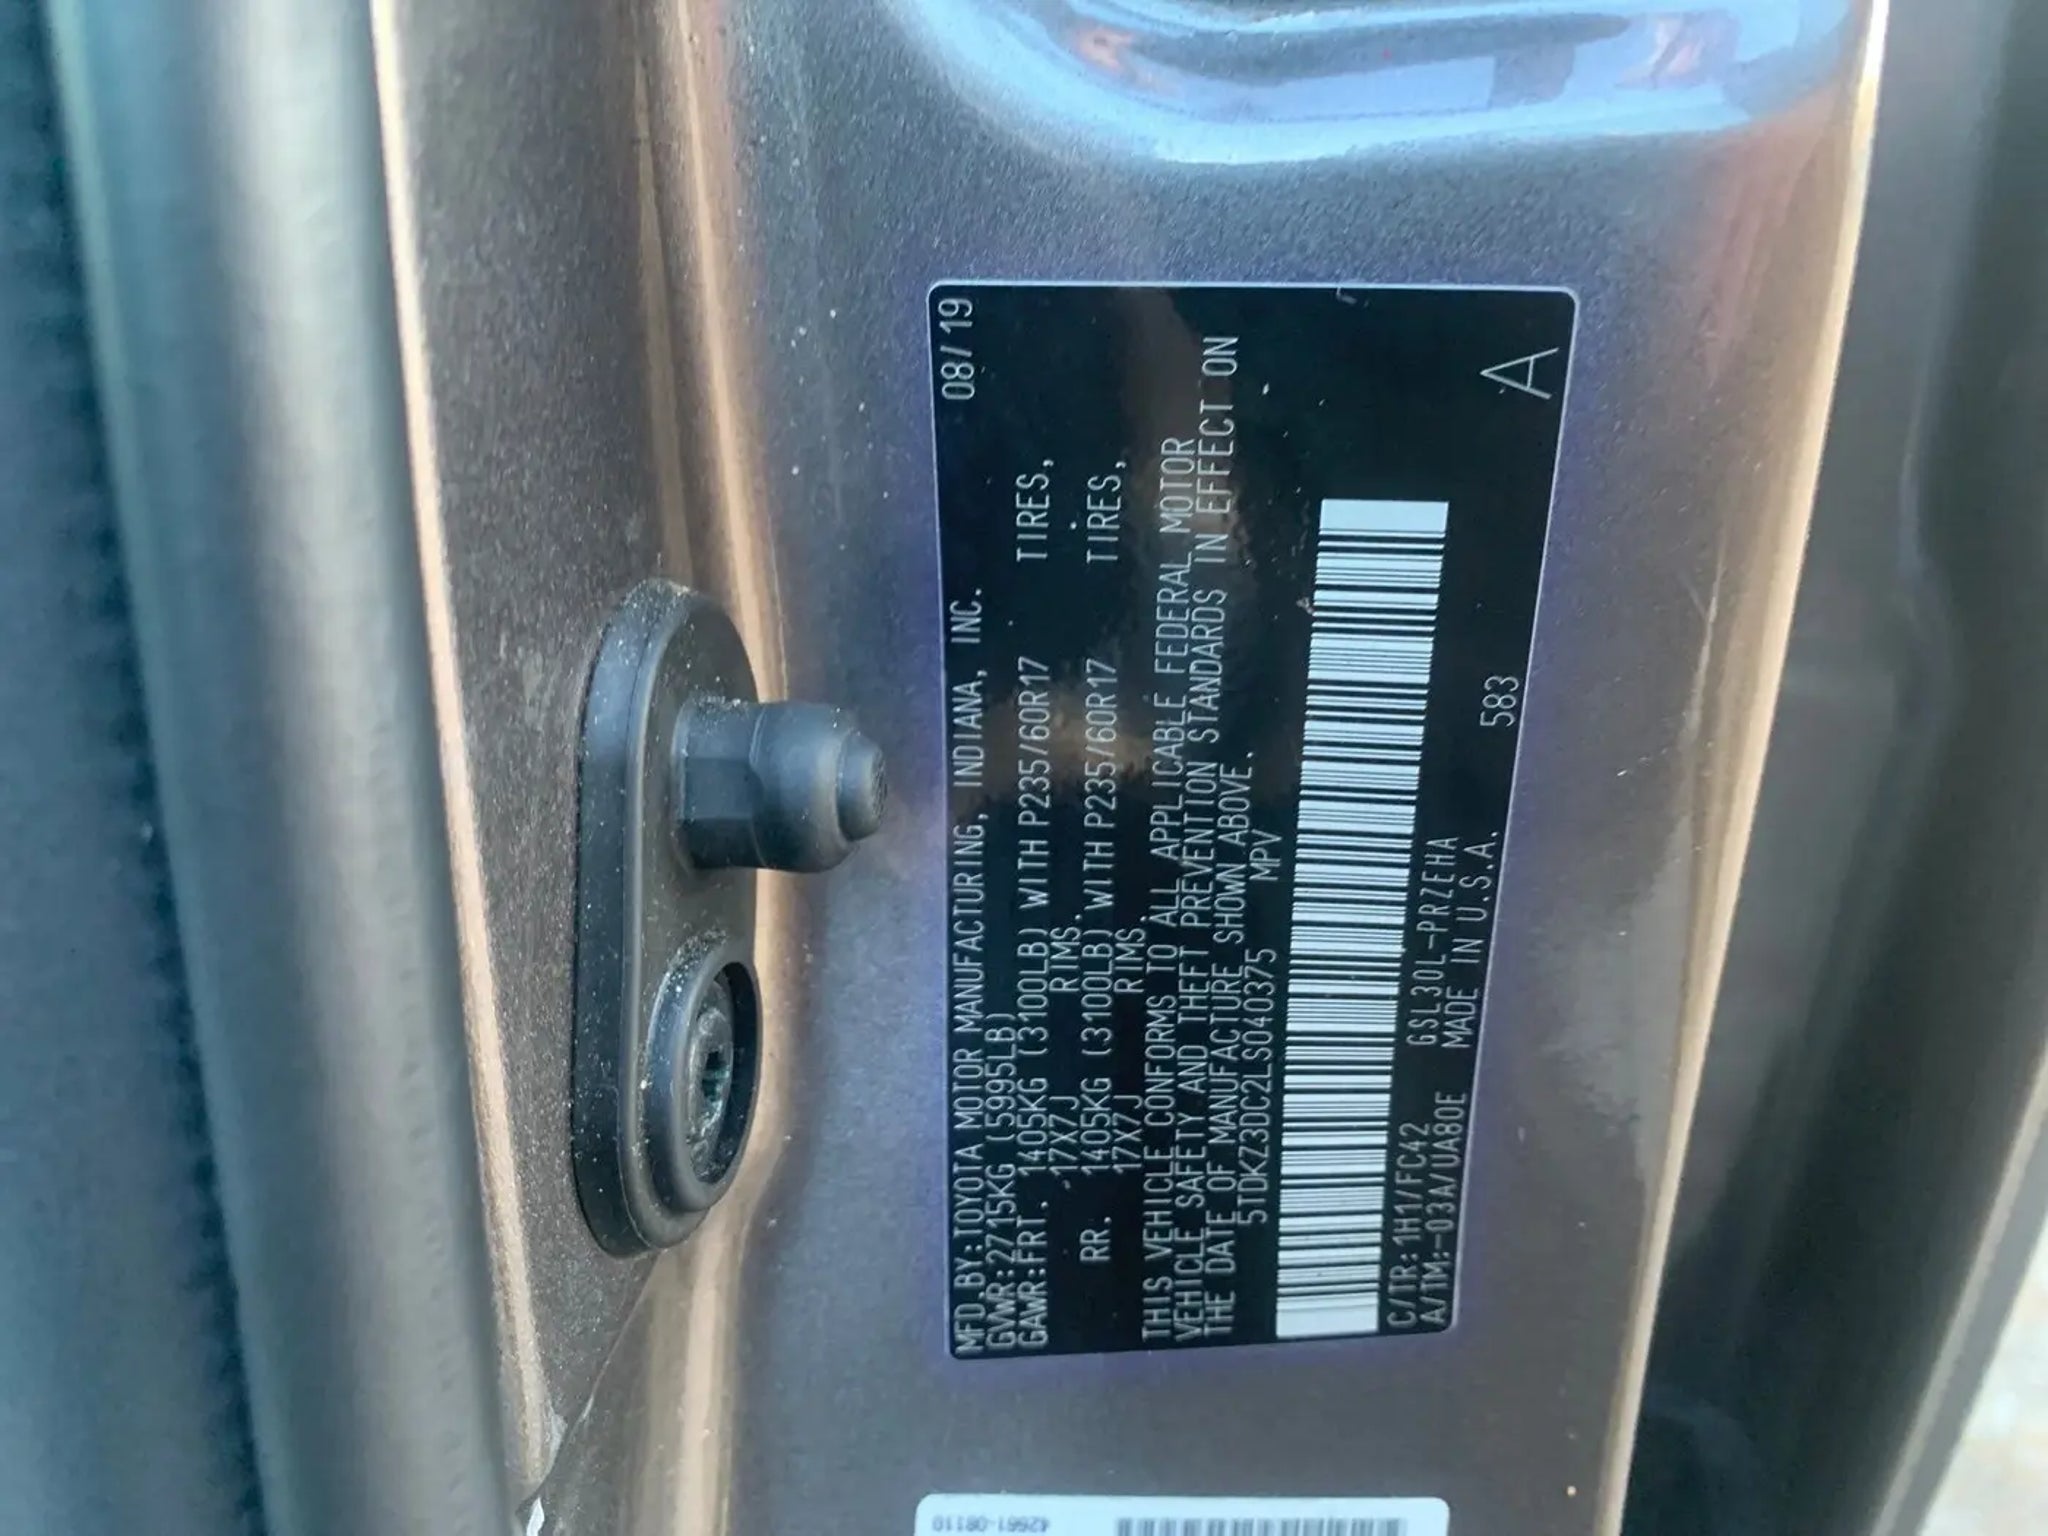 MFD.BY:TOYOTA MOTOR MANUFACTURING, INDIANA, INC. 08/19
GVWR:2715KG(5995LB)
GAWR:FRT. 1405KG (3100LB) WITH P235/60R17 TIRES,
17X7J RIMS.
RR. 1405KG (3100LB) WITH P235/60R17 TIRES,
17X7J RIMS.
THIS VEHICLE CONFORMS TO ALL APPLICABLE FEDERAL MOTOR
VEHICLE SAFETY AND THEFT PREVENTION STANDARDS IN EFFECT ON
THE DATE OF MANUFACTURE SHOWN ABOVE.
5TDKZ3DC2LS040375 MPV
C/TR:1H1/FC42 GSL30L-PRZEHA
A/TM:-03A/UA80E MADE IN U.S.A. 583 A
42661-08110